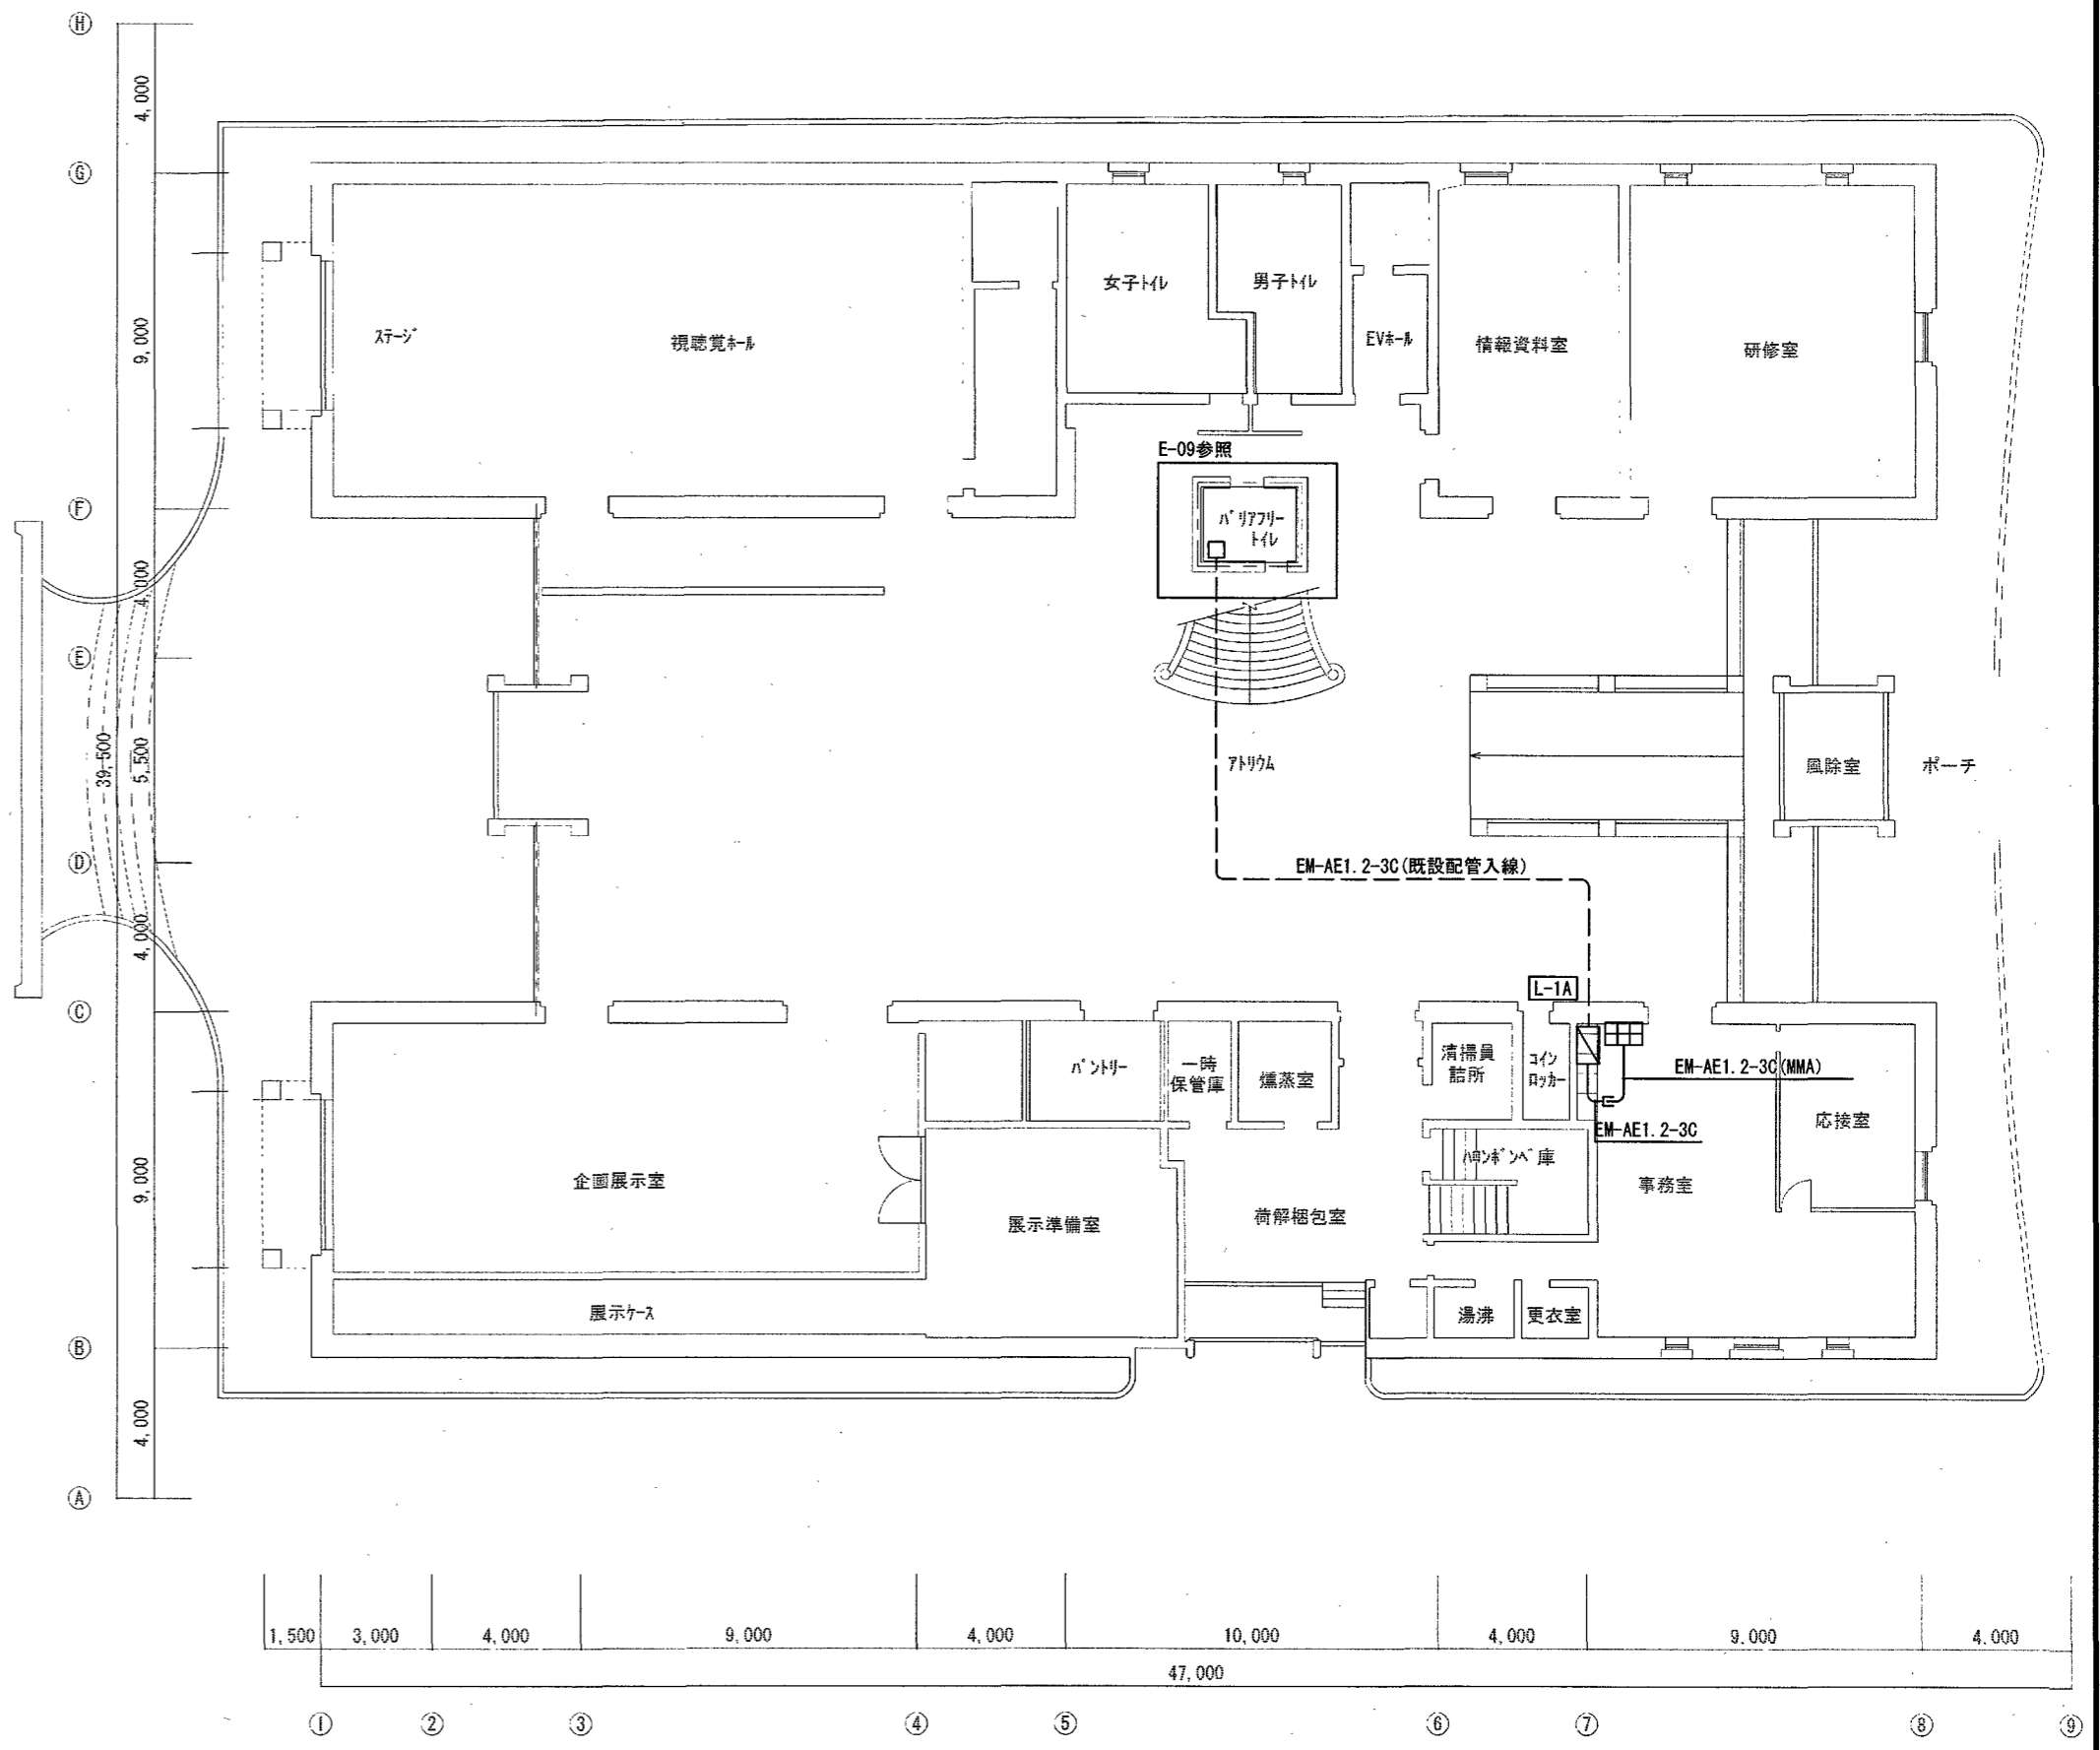 Ⓗ
4,000
Ⓖ
女子ﾄｲﾚ
男子ﾄｲﾚ
ｽﾃｰｼﾞ
視聴覚ﾎｰﾙ
EVﾎｰﾙ
情報資料室
研修室
9,000
E-09参照
Ⓕ
ﾊﾞﾘｱﾌﾘｰ
ﾄｲﾚ
4,000
Ⓔ
39,500
5,500
ｱﾄﾘｳﾑ
風除室
ポーチ
Ⓓ
EM-AE1.2-3C(既設配管入線)
4,000
L-1A
Ⓒ
ﾊﾟﾝﾄﾘｰ
一時
保管庫
燻蒸室
清掃員
詰所
ｺｲﾝ
ﾛｯｶｰ
EM-AE1.2-3C(MMA)
応接室
EM-AE1.2-3C
9,000
企画展示室
ﾊﾛﾝﾎﾞﾝﾍﾞ庫
事務室
展示準備室
荷解梱包室
展示ｹｰｽ
湯沸
更衣室
Ⓑ
4,000
Ⓐ
1,500
3,000
4,000
9,000
4,000
10,000
4,000
9,000
4,000
47,000
①
②
③
④
⑤
⑥
⑦
⑧
⑨